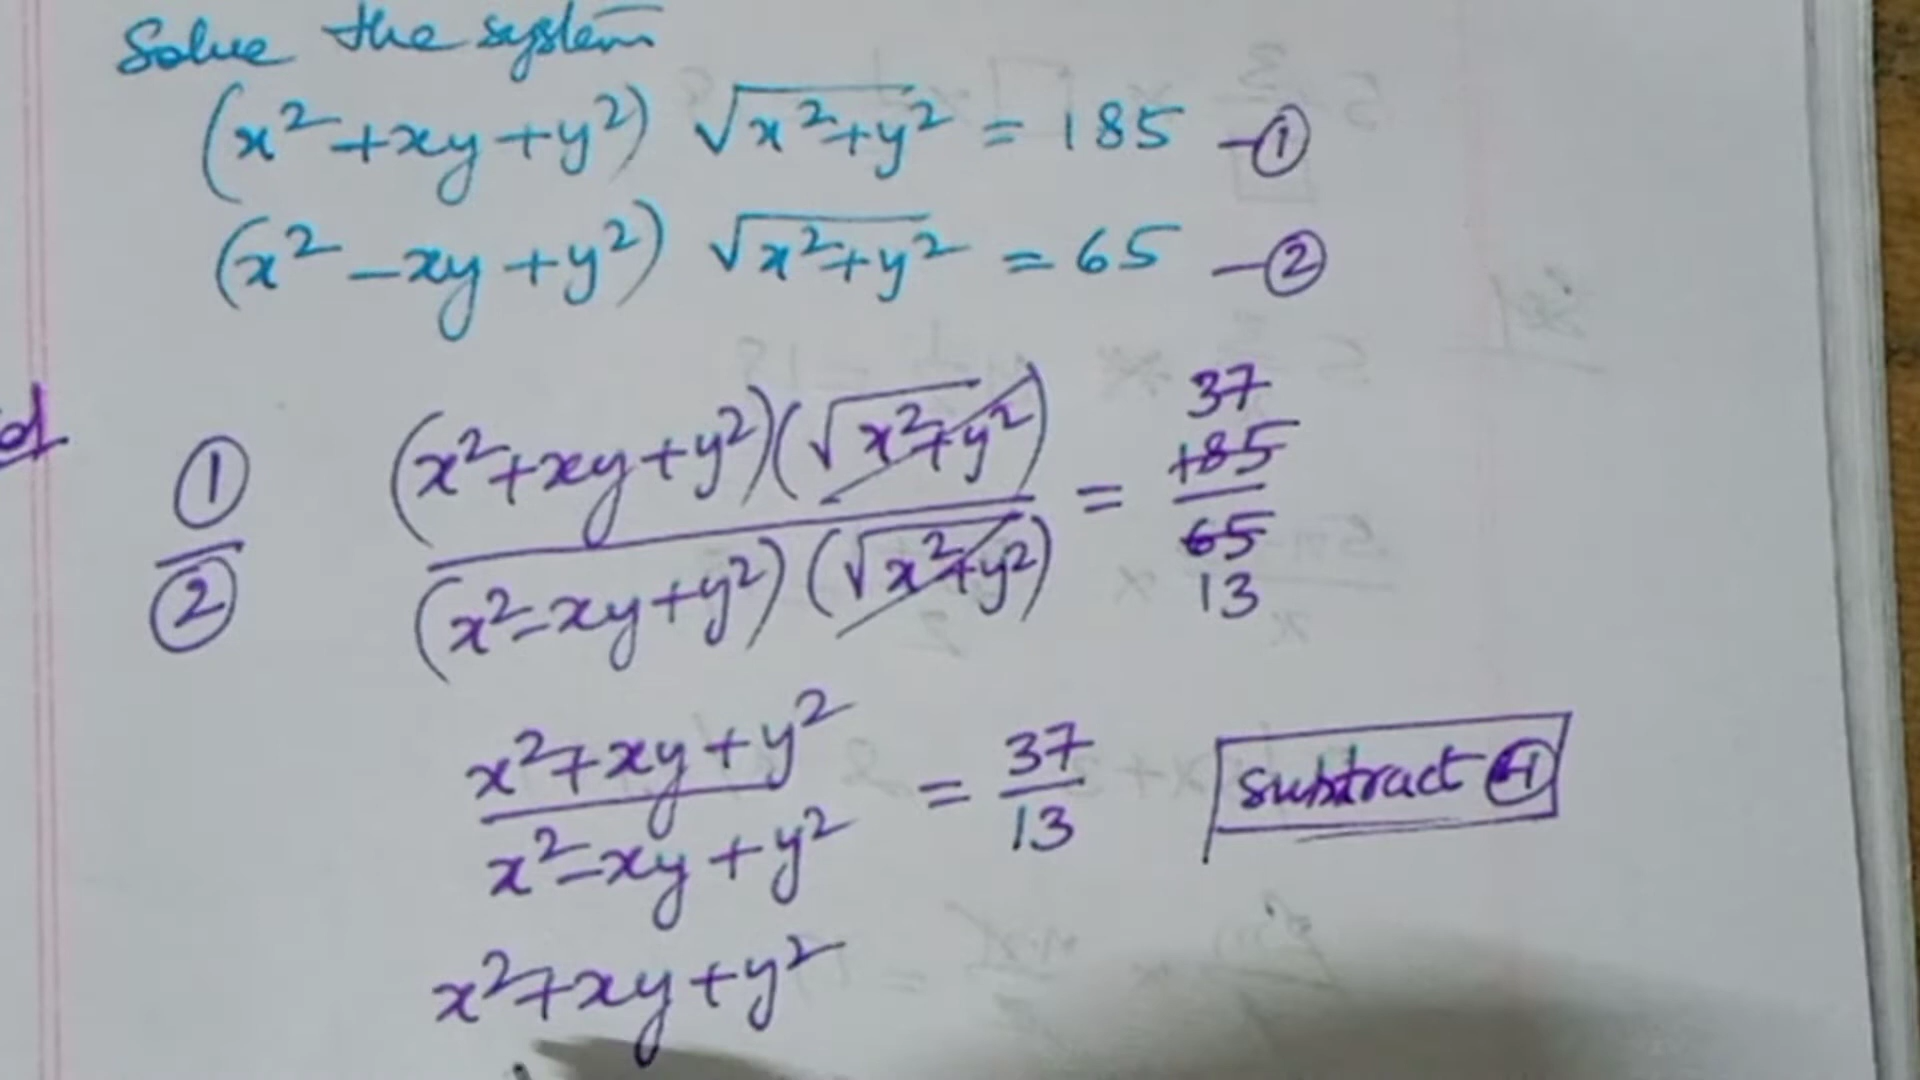 Solve the system
(x²+xy+y²) √x²+y² = 185 -①
(x²-xy+y²) √x²+y² = 65 -②
① (x²+xy+y²)(√x²+y²) = 37 185
② (x²-xy+y²)(√x²+y²) 65 13
x²+xy+y² = 37 subtract
x²-xy+y² 13
x²+xy+y²